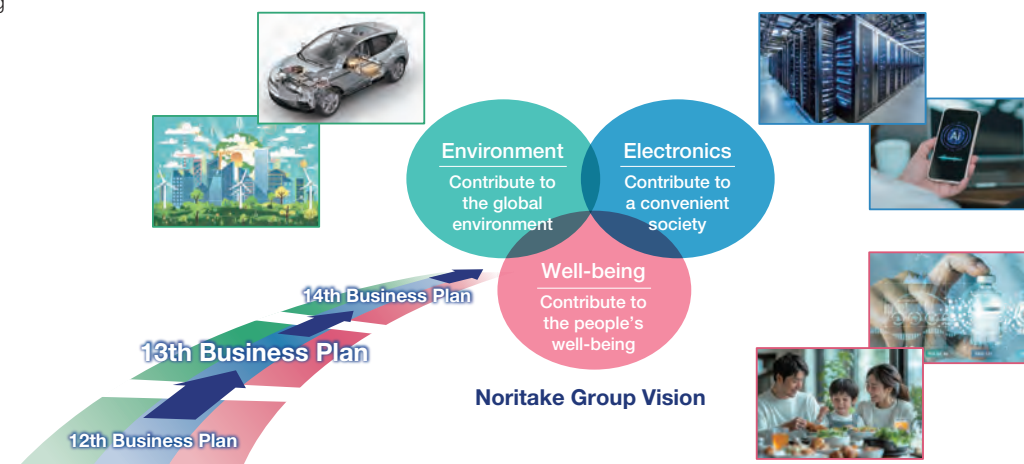 g
Environment
Contribute to
the global
environment
Electronics
Contribute to
a convenient
society
AI
Well-being
Contribute to
the people's
well-being
14th Business Plan
13th Business Plan
12th Business Plan
Noritake Group Vision